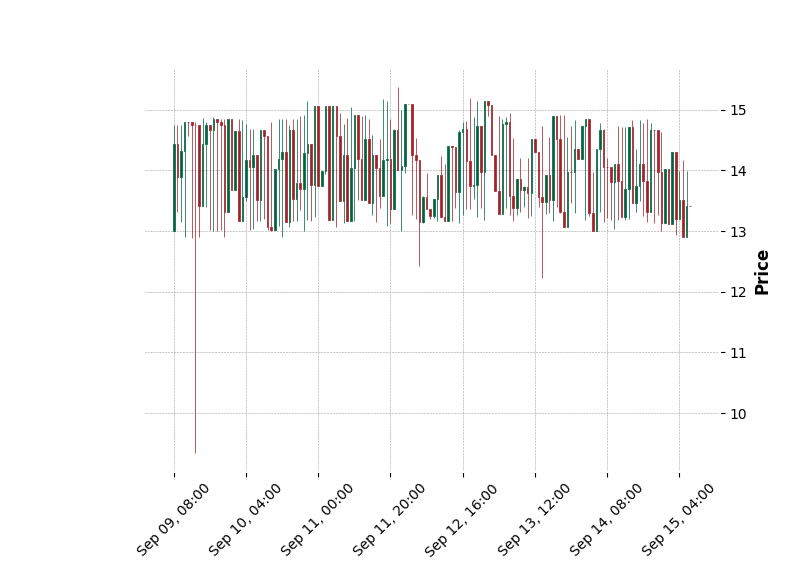 15
14
13
12
11
10
Price
Sep 09, 08:00
Sep 10, 04:00
Sep 11, 00:00
Sep 11, 20:00
Sep 12, 16:00
Sep 13, 12:00
Sep 14, 08:00
Sep 15, 04:00